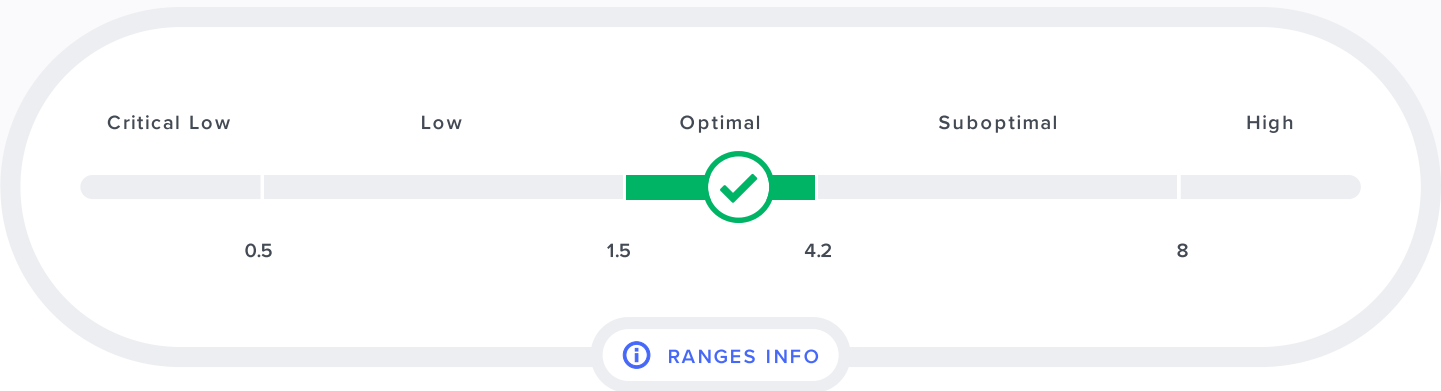 Critical Low Low Optimal Suboptimal High
0.5 1.5 4.2 8
RANGES INFO